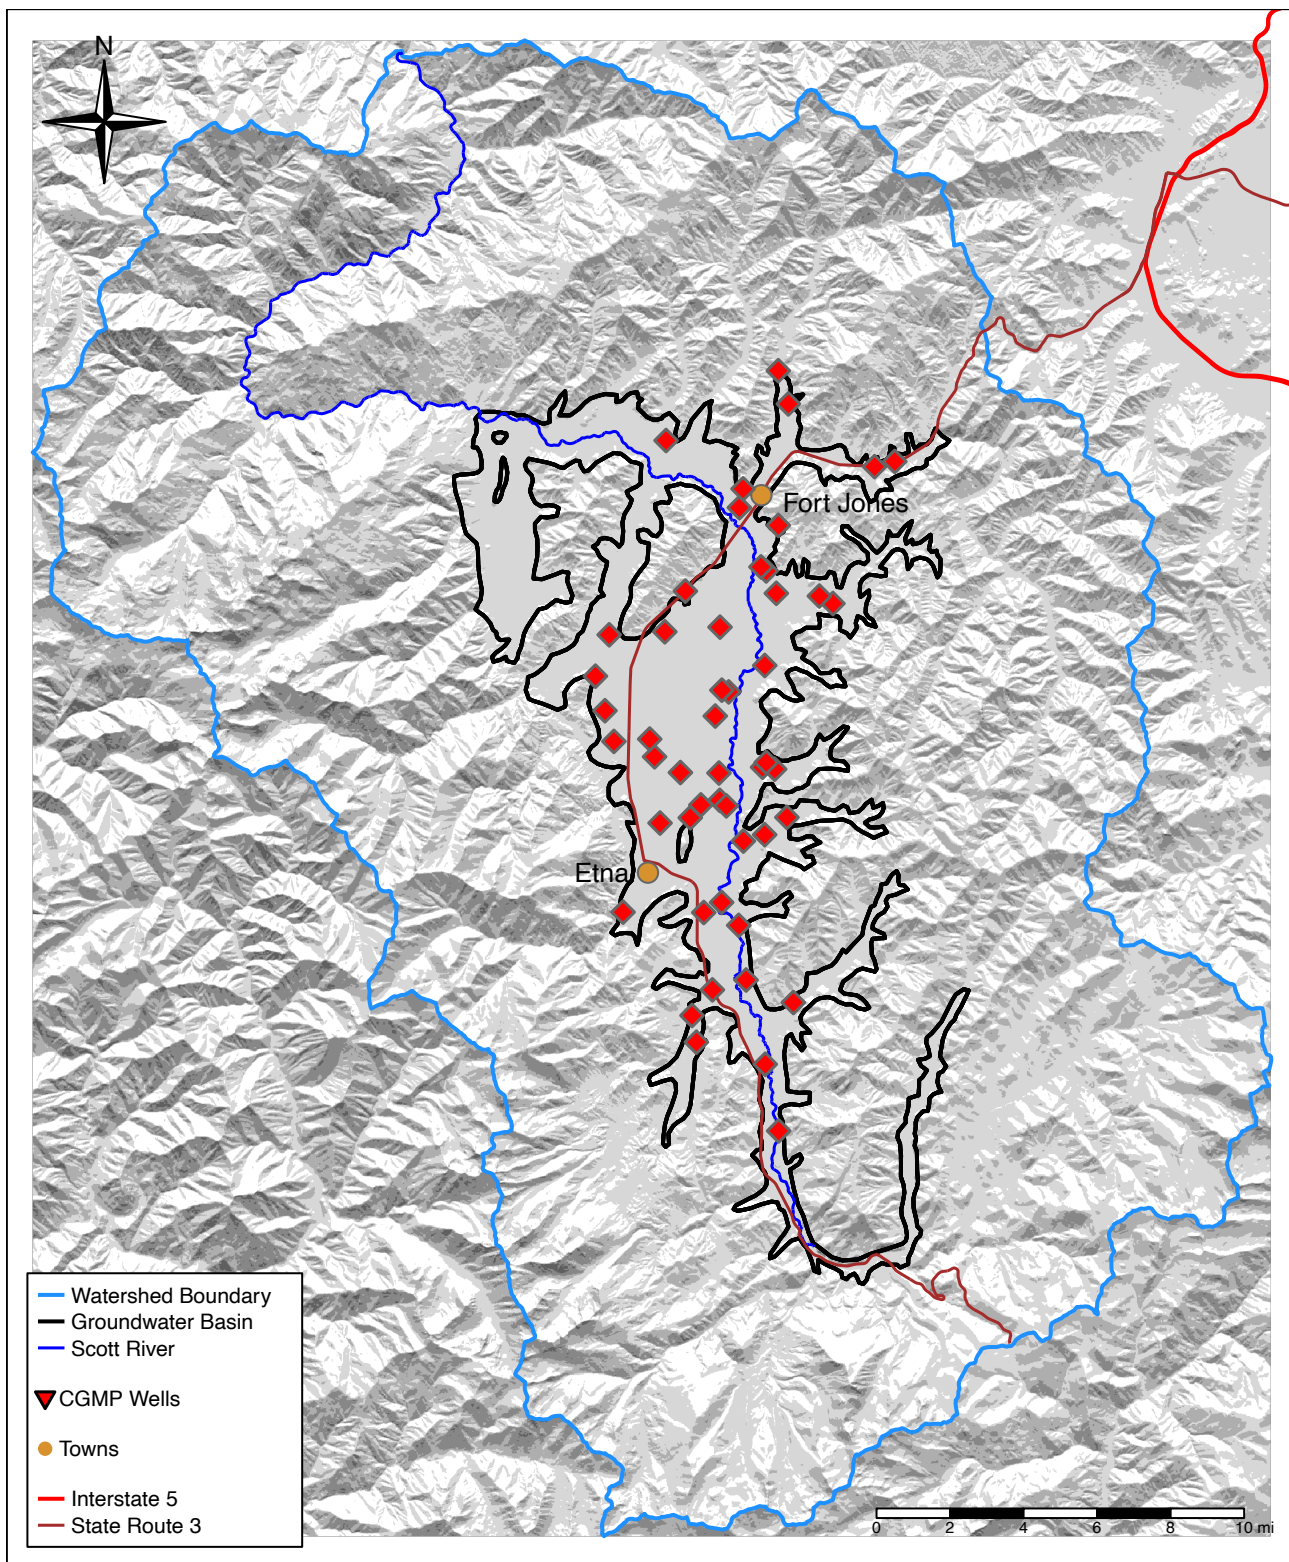 N
Fort Jones
Etna
Watershed Boundary
Groundwater Basin
Scott River
CGMP Wells
Towns
Interstate 5
State Route 3
0 2 4 6 8 10 mi